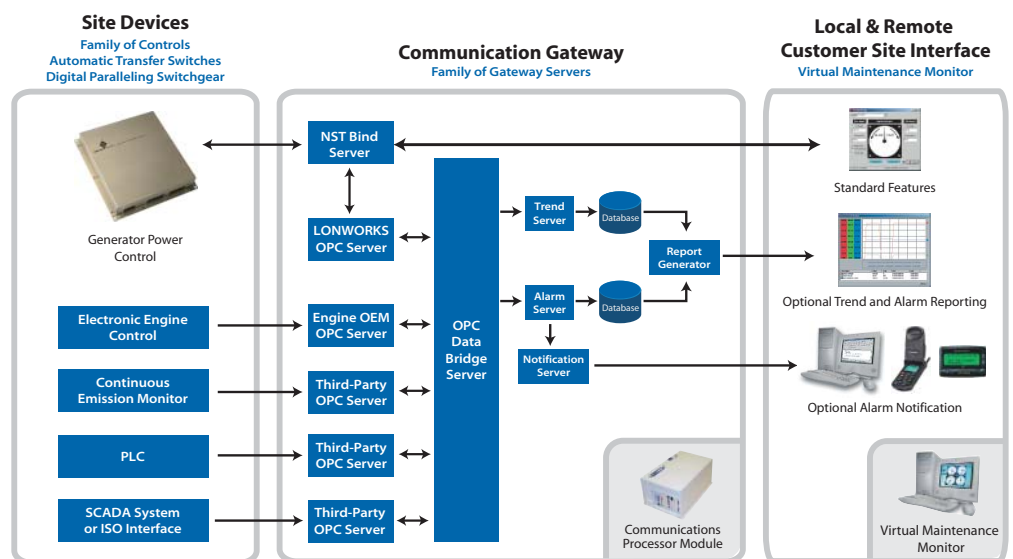 Site Devices
Family of Controls
Automatic Transfer Switches
Digital Paralleling Switchgear
Generator Power
Control
Electronic Engine
Control
Continuous
Emission Monitor
PLC
SCADA System
or ISO Interface
Communication Gateway
Family of Gateway Servers
NST Bind
Server
LONWORKS
OPC Server
Engine OEM
OPC Server
Third-Party
OPC Server
Third-Party
OPC Server
Third-Party
OPC Server
OPC
Data
Bridge
Server
Trend
Server
Database
Alarm
Server
Database
Report
Generator
Notification
Server
Communications
Processor Module
Local & Remote
Customer Site Interface
Virtual Maintenance Monitor
Standard Features
Optional Trend and Alarm Reporting
Optional Alarm Notification
Virtual Maintenance
Monitor